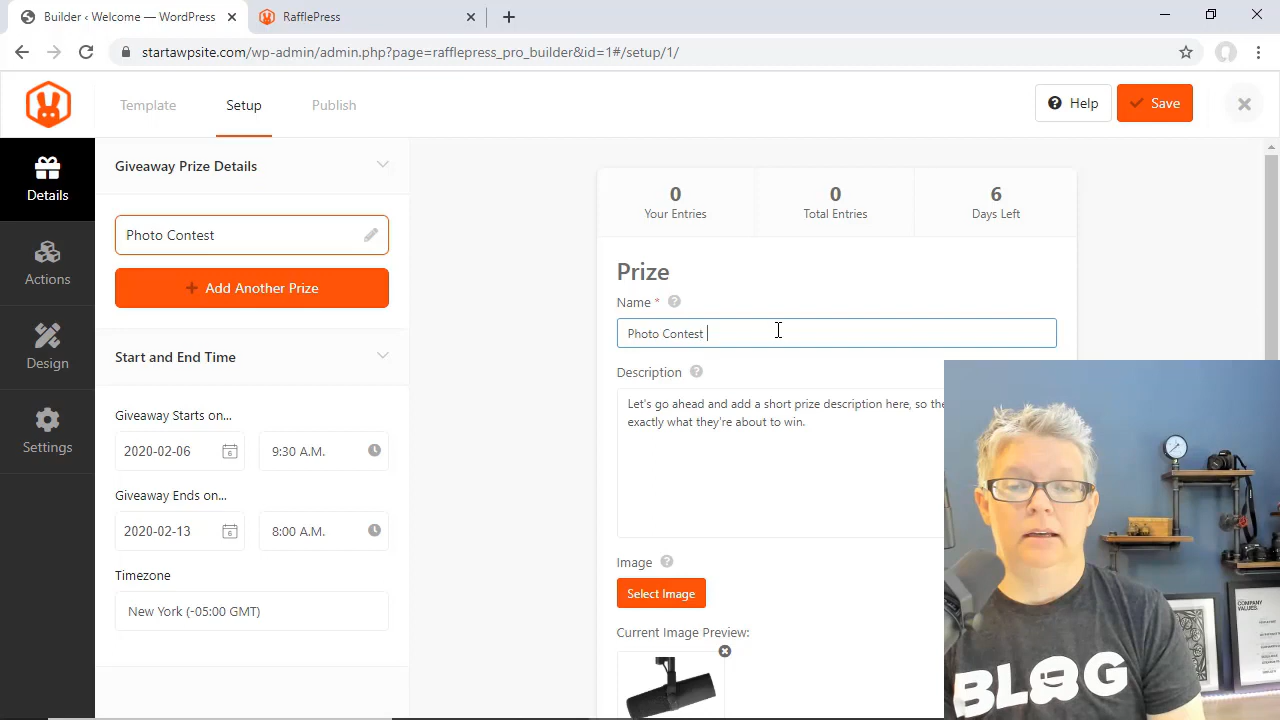 Builder ‹ Welcome — WordPress
RafflePress
startawpsite.com/wp-admin/admin.php?page=rafflepress_pro_builder&id=1#/setup/1/
Template
Setup
Publish
Help
Save
Details
Actions
Design
Settings
Giveaway Prize Details
Photo Contest
Add Another Prize
Start and End Time
Giveaway Starts on...
2020-02-06
9:30 A.M.
Giveaway Ends on...
2020-02-13
8:00 A.M.
Timezone
New York (-05:00 GMT)
0
Your Entries
0
Total Entries
6
Days Left
Prize
Name *
Photo Contest
Description
Let's go ahead and add a short prize description here, so the
exactly what they're about to win.
Image
Select Image
Current Image Preview:
COMPANY
VALUES.
BLOG